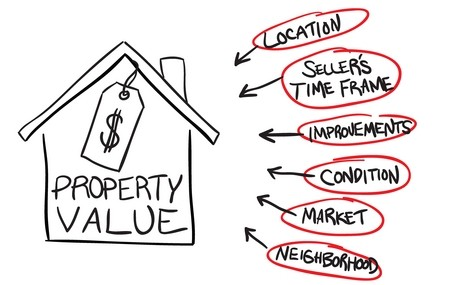 $
PROPERTY
VALUE
LOCATION
SELLER'S
TIME FRAME
IMPROVEMENTS
CONDITION
MARKET
NEIGHBORHOOD